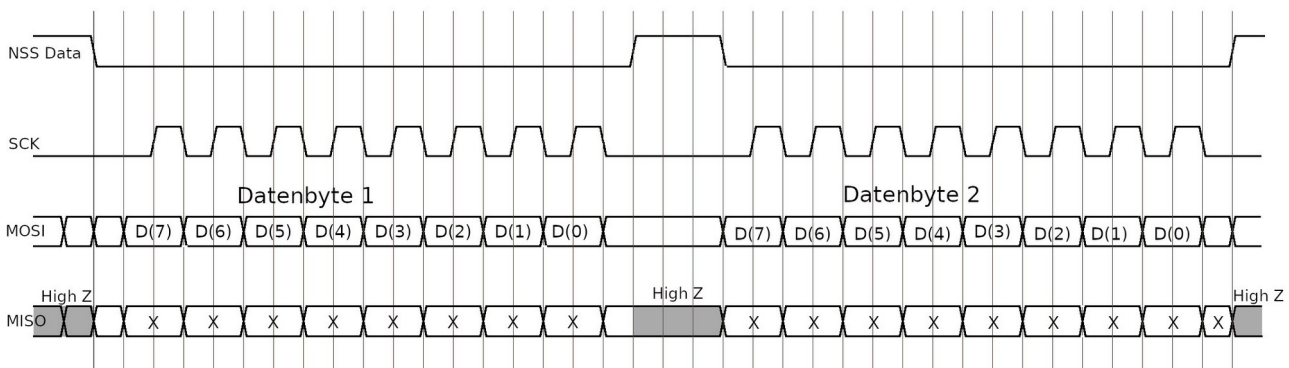 NSS Data
SCK
Datenbyte 1 Datenbyte 2
MOSI D(7) D(6) D(5) D(4) D(3) D(2) D(1) D(0) D(7) D(6) D(5) D(4) D(3) D(2) D(1) D(0)
High Z High Z High Z
MISO X X X X X X X X X X X X X X X X X